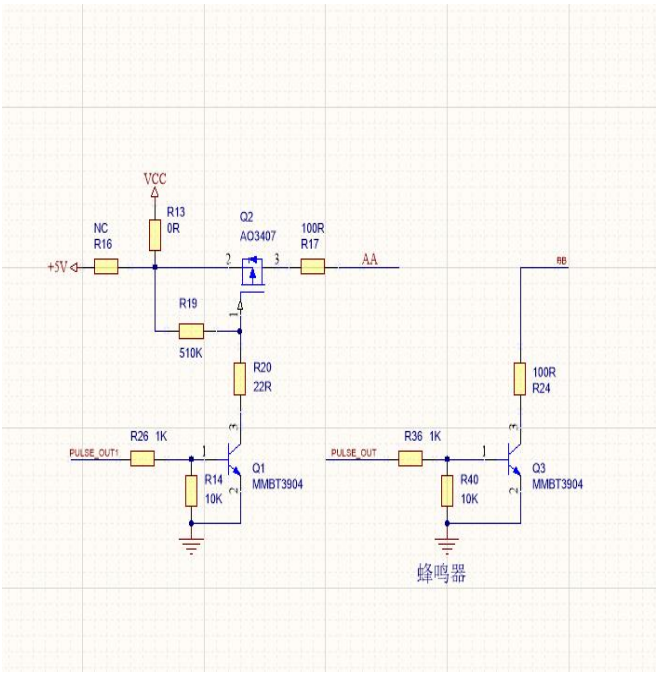 VCC
R13
0R
NC
R16
+5V
Q2
AO3407
2
3
100R
R17
AA
BB
R19
510K
1
R20
22R
100R
R24
3
3
R26 1K
PULSE_OUT1
1
Q1
MMBT3904
R14
10K
2
R36 1K
PULSE_OUT
1
Q3
MMBT3904
R40
10K
2
蜂鸣器